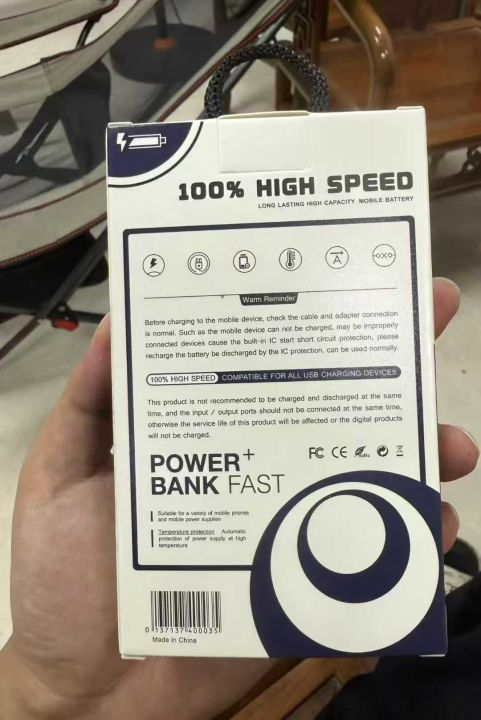 100% HIGH SPEED
LONG LASTING HIGH CAPACITY MOBILE BATTERY
Warm Reminder
Before charging to the mobile device, check the cable and adapter connection
is normal. Such as the mobile device can not be charged, may be improperly
connected devices cause the built-in IC start short circuit protection, please
recharge the battery be discharged by the IC protection, can be used normally.
100% HIGH SPEED COMPATIBLE FOR ALL USB CHARGING DEVICES
This product is not recommended to be charged and discharged at the same
time, and the input / output ports should not be connected at the same time,
otherwise the service life of this product will be affected or the digital products
will not be charged.
POWER+
BANK FAST
FC CE RoHS
Suitable for a variety of mobile phones
and mobile power supplies
Temperature protection Automatic
protection of power supply at high
temperature
0 137137 400035
Made in China